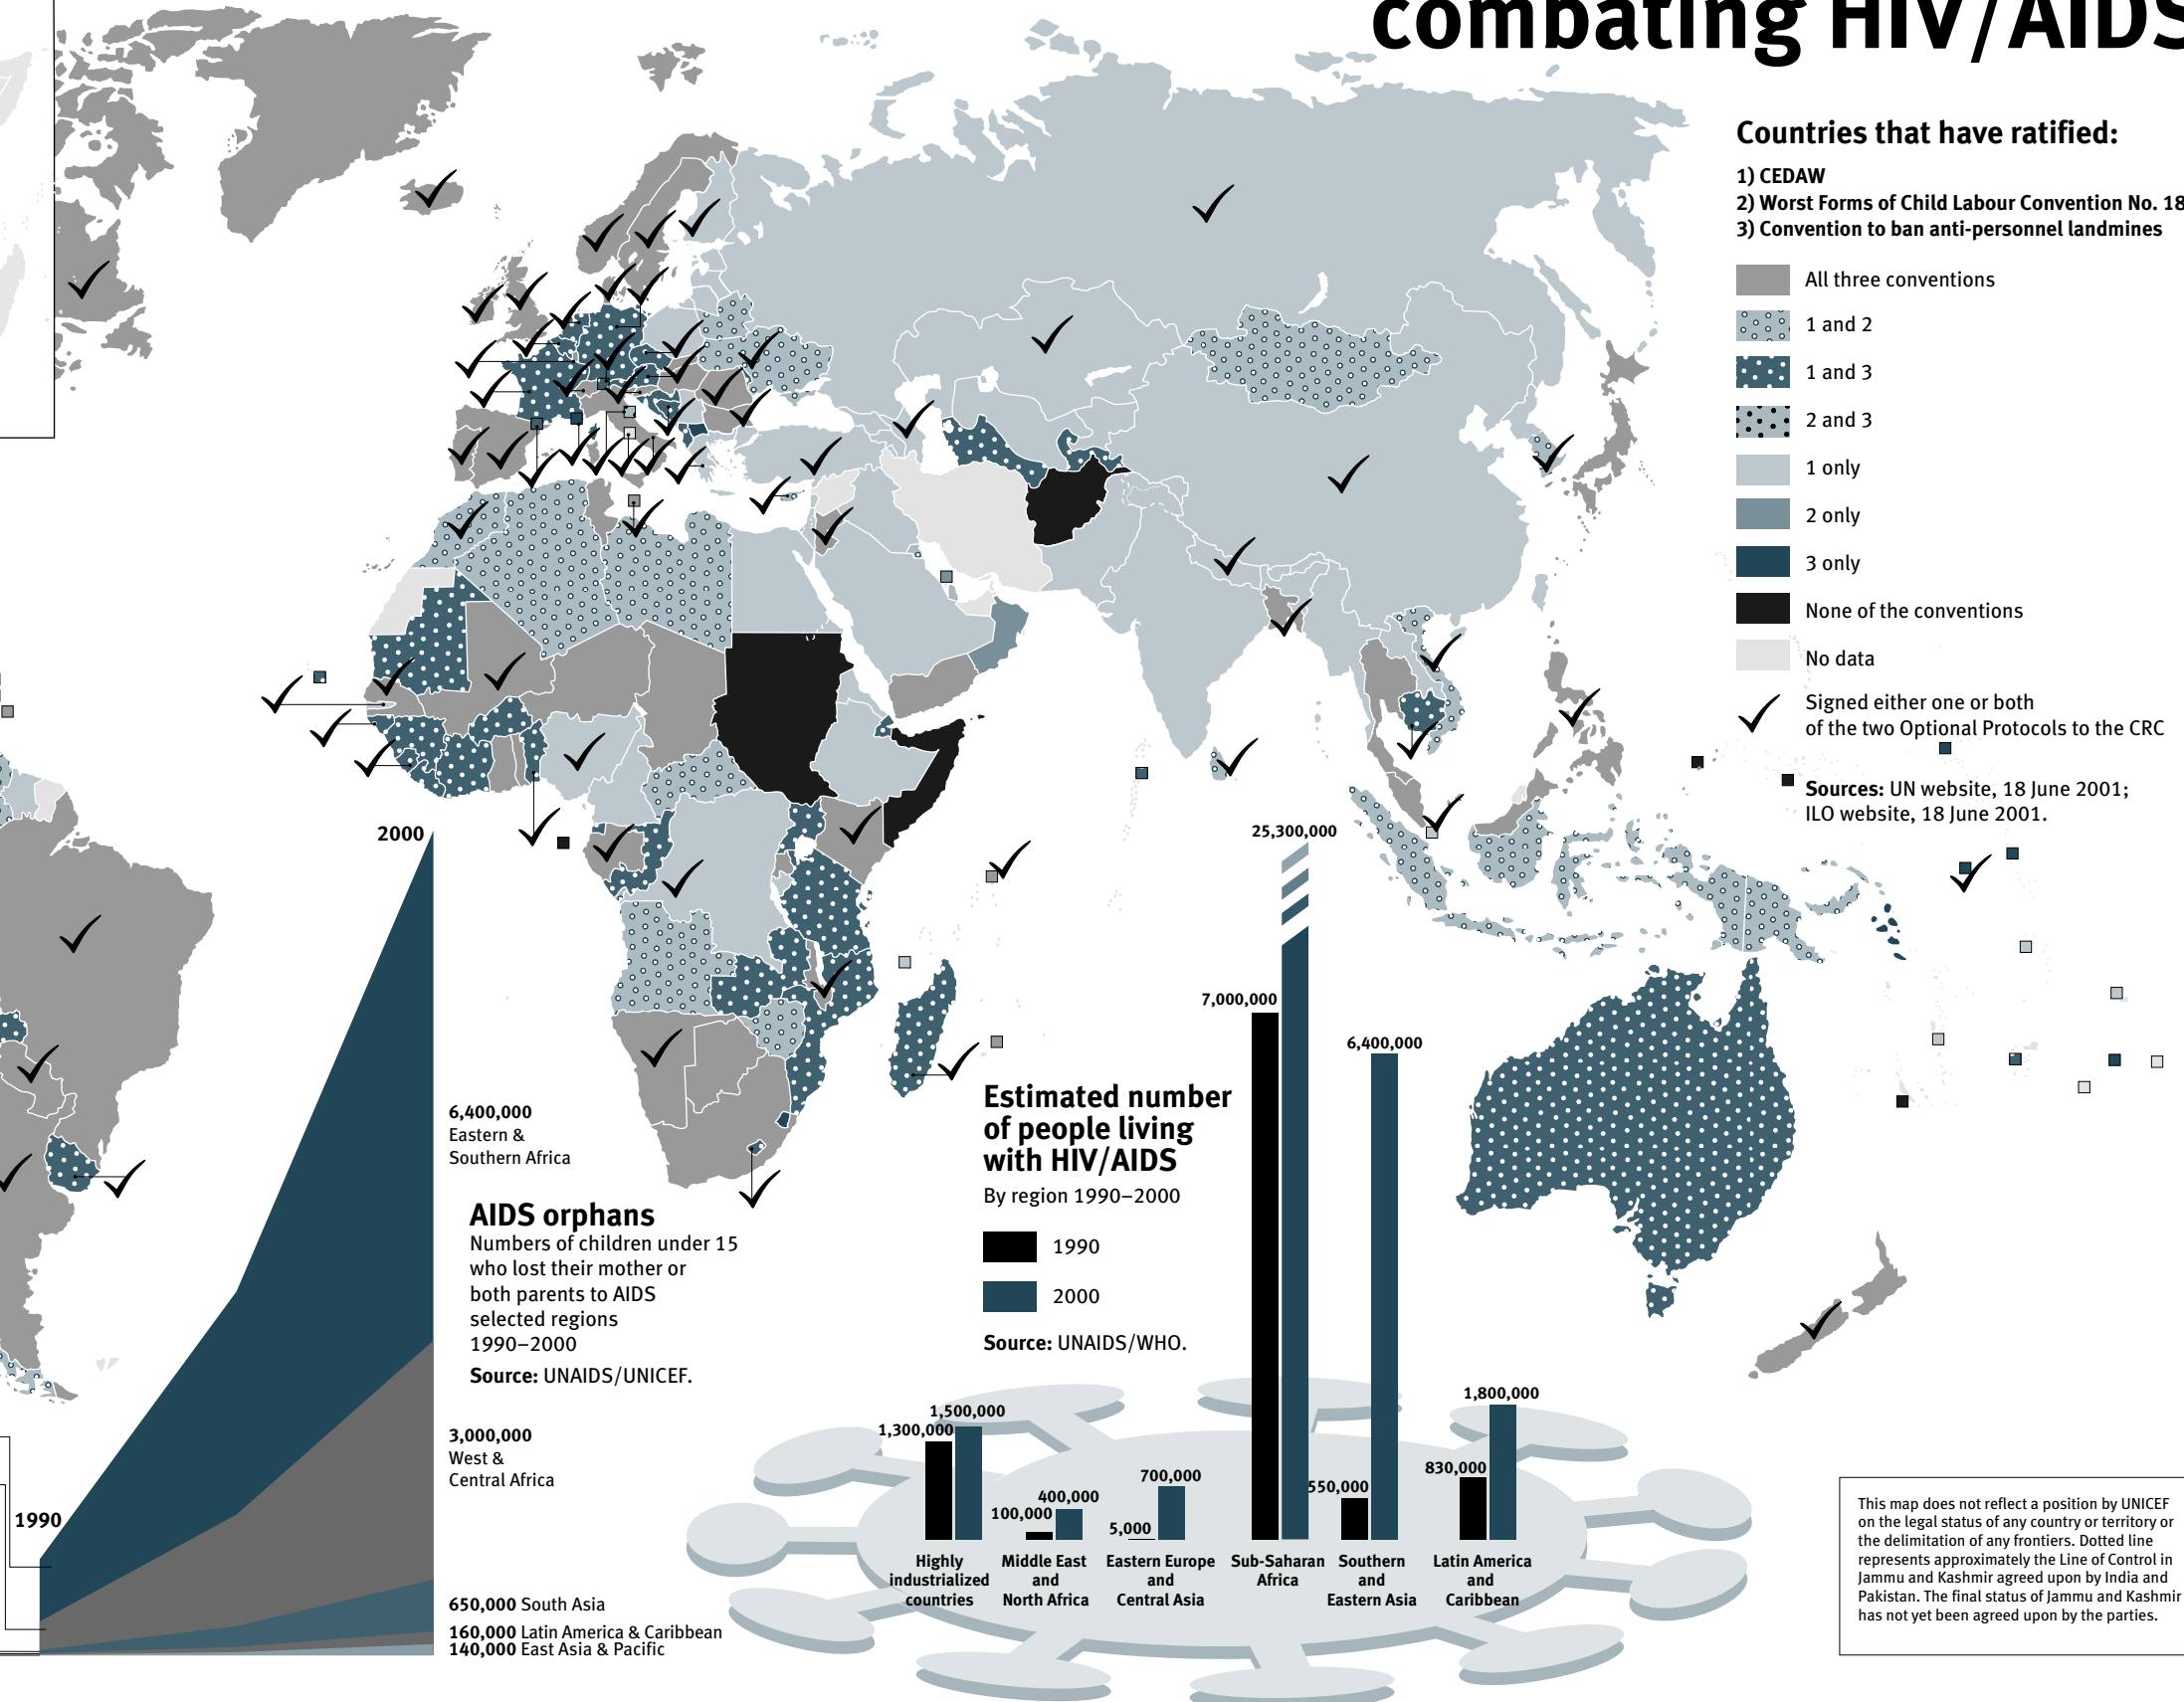 combating HIV/AIDS
Countries that have ratified:
1) CEDAW
2) Worst Forms of Child Labour Convention No. 18
3) Convention to ban anti-personnel landmines
All three conventions
1 and 2
1 and 3
2 and 3
1 only
2 only
3 only
None of the conventions
No data
Signed either one or both
of the two Optional Protocols to the CRC
Sources: UN website, 18 June 2001;
ILO website, 18 June 2001.
2000
1990
6,400,000
Eastern &
Southern Africa
AIDS orphans
Numbers of children under 15
who lost their mother or
both parents to AIDS
selected regions
1990–2000
Source: UNAIDS/UNICEF.
3,000,000
West &
Central Africa
650,000 South Asia
160,000 Latin America & Caribbean
140,000 East Asia & Pacific
Estimated number
of people living
with HIV/AIDS
By region 1990–2000
1990
2000
Source: UNAIDS/WHO.
1,300,000
1,500,000
Highly
industrialized
countries
100,000
400,000
Middle East
and
North Africa
5,000
700,000
Eastern Europe
and
Central Asia
7,000,000
25,300,000
Sub-Saharan
Africa
550,000
6,400,000
Southern
and
Eastern Asia
830,000
1,800,000
Latin America
and
Caribbean
This map does not reflect a position by UNICEF
on the legal status of any country or territory or
the delimitation of any frontiers. Dotted line
represents approximately the Line of Control in
Jammu and Kashmir agreed upon by India and
Pakistan. The final status of Jammu and Kashmir
has not yet been agreed upon by the parties.